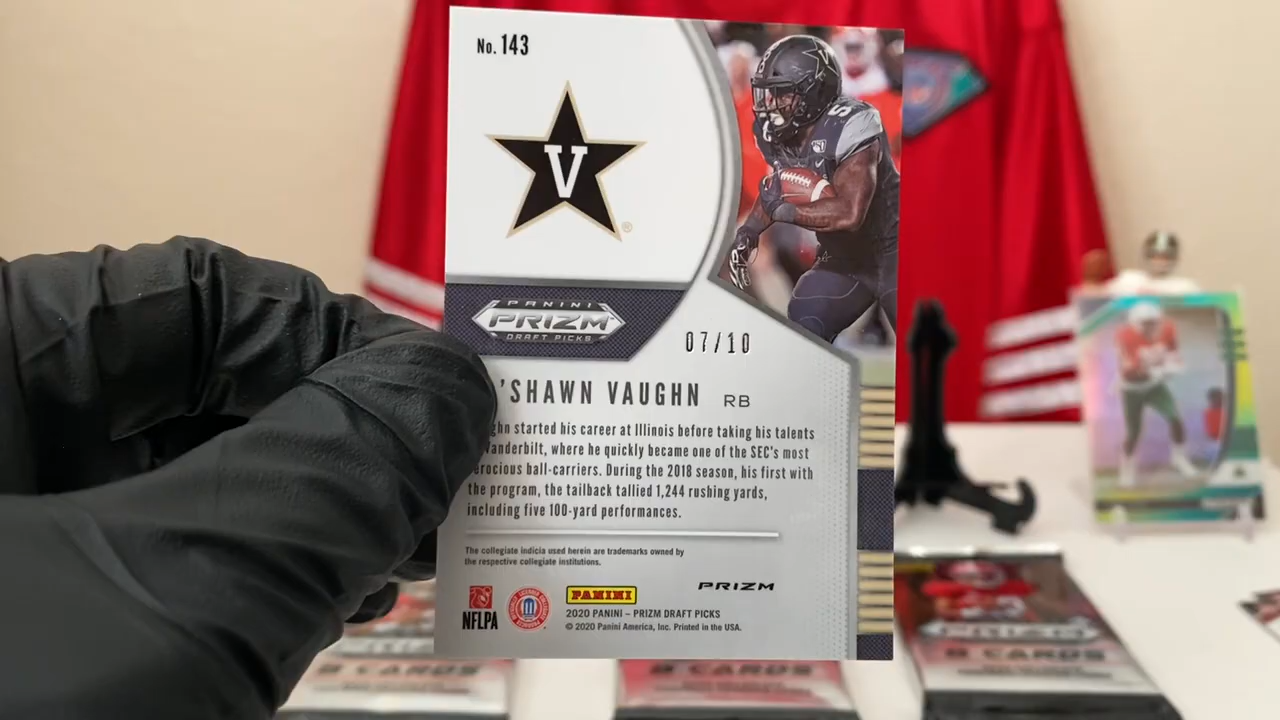 No. 143
V
®
5
PANINI
PRIZM
DRAFT PICKS
07/10
'SHAWN VAUGHN RB
ghn started his career at Illinois before taking his talents
Vanderbilt, where he quickly became one of the SEC's most
erocious ball-carriers. During the 2018 season, his first with
the program, the tailback tallied 1,244 rushing yards,
including five 100-yard performances.
The collegiate indicia used herein are trademarks owned by
the respective collegiate institutions.
PRIZM
NFLPA
PANINI
2020 PANINI – PRIZM DRAFT PICKS
© 2020 Panini America, Inc. Printed in the USA.
8 CARDS
8 CARDS
PRIZM
8 CARDS